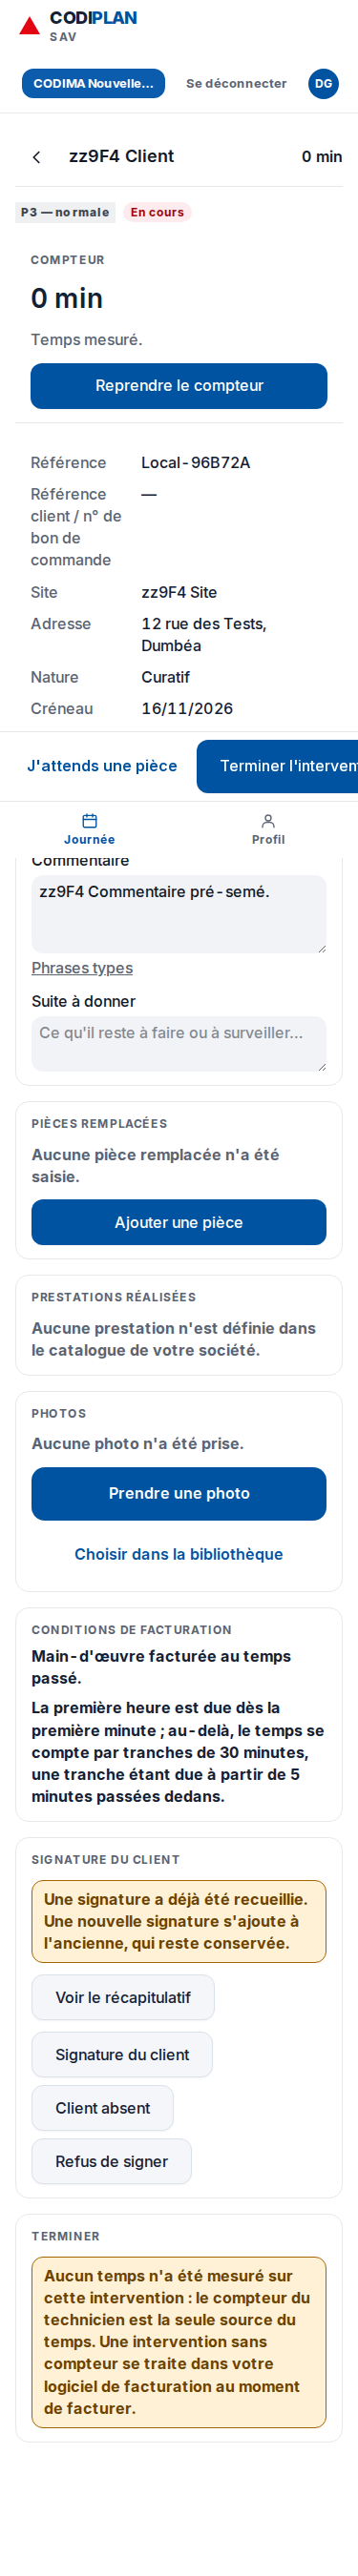 CODIPLAN
SAV
CODIMA Nouvelle...
Se déconnecter
DG
zz9F4 Client
0 min
P3 — normale
En cours
COMPTEUR
0 min
Temps mesuré.
Reprendre le compteur
Référence
Local-96B72A
Référence
client / n° de
bon de
commande
—
Site
zz9F4 Site
Adresse
12 rue des Tests,
Dumbéa
Nature
Curatif
Créneau
16/11/2026
J'attends une pièce
Terminer l'interven
Journée
Profil
Commentaire
zz9F4 Commentaire pré-semé.
Phrases types
Suite à donner
Ce qu'il reste à faire ou à surveiller...
PIÈCES REMPLACÉES
Aucune pièce remplacée n'a été
saisie.
Ajouter une pièce
PRESTATIONS RÉALISÉES
Aucune prestation n'est définie dans
le catalogue de votre société.
PHOTOS
Aucune photo n'a été prise.
Prendre une photo
Choisir dans la bibliothèque
CONDITIONS DE FACTURATION
Main-d'œuvre facturée au temps
passé.
La première heure est due dès la
première minute ; au-delà, le temps se
compte par tranches de 30 minutes,
une tranche étant due à partir de 5
minutes passées dedans.
SIGNATURE DU CLIENT
Une signature a déjà été recueillie.
Une nouvelle signature s'ajoute à
l'ancienne, qui reste conservée.
Voir le récapitulatif
Signature du client
Client absent
Refus de signer
TERMINER
Aucun temps n'a été mesuré sur
cette intervention : le compteur du
technicien est la seule source du
temps. Une intervention sans
compteur se traite dans votre
logiciel de facturation au moment
de facturer.